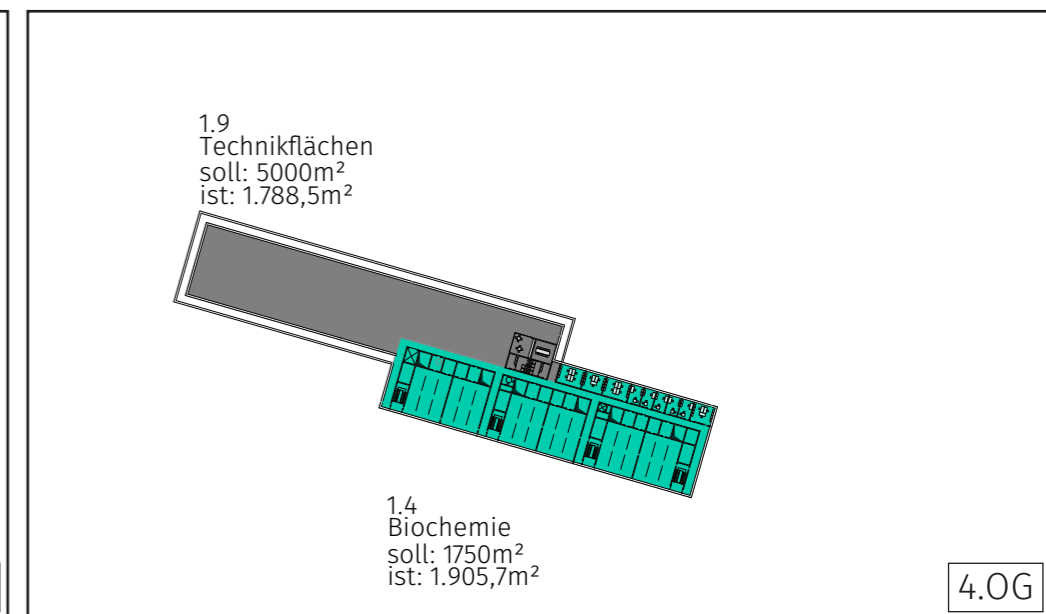 1.9
Technikflächen
soll: 5000m²
ist: 1.788,5m²
1.4
Biochemie
soll: 1750m²
ist: 1.905,7m²
4.OG